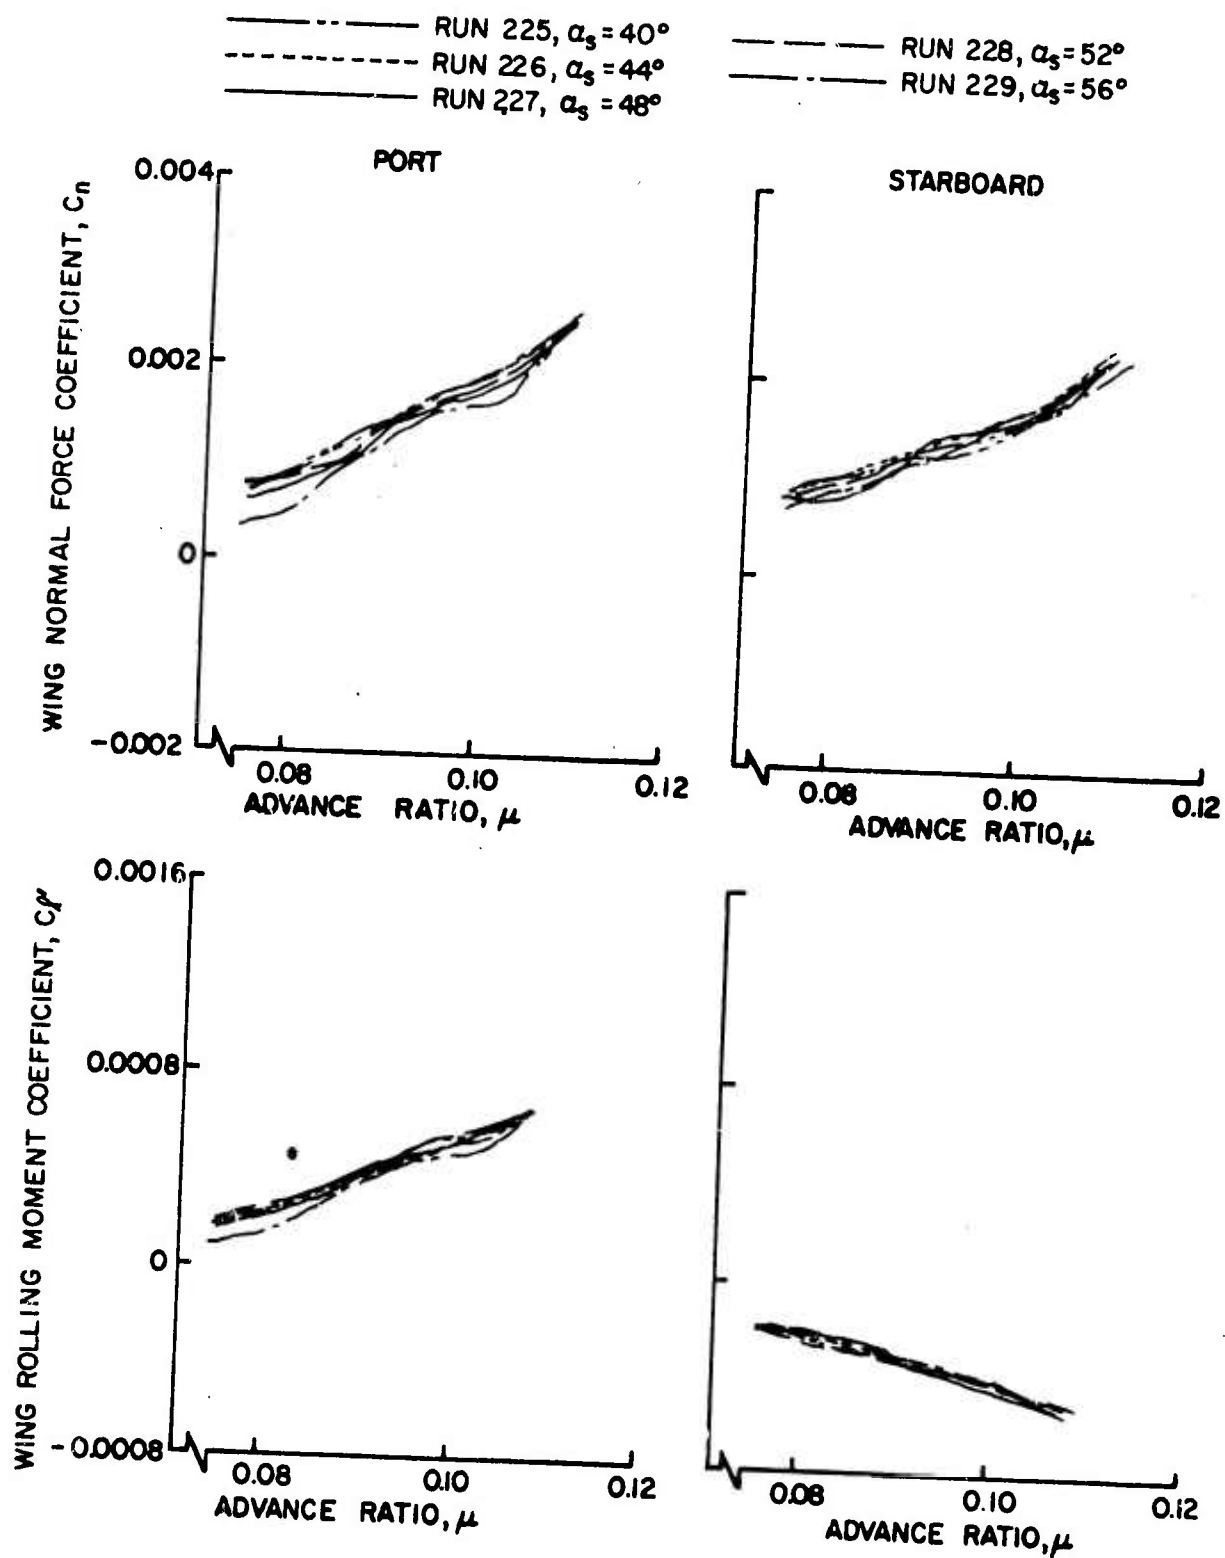 RUN 225, αs=40°
RUN 226, αs=44°
RUN 227, αs=48°
RUN 228, αs=52°
RUN 229, αs=56°
PORT
STARBOARD
WING NORMAL FORCE COEFFICIENT, Cn
0.004
0.002
0
-0.002
0.08 0.10 0.12
ADVANCE RATIO, μ
0.08 0.10 0.12
ADVANCE RATIO, μ
WING ROLLING MOMENT COEFFICIENT, Cℓ
0.0016
0.0008
0
-0.0008
0.08 0.10 0.12
ADVANCE RATIO, μ
0.08 0.10 0.12
ADVANCE RATIO, μ